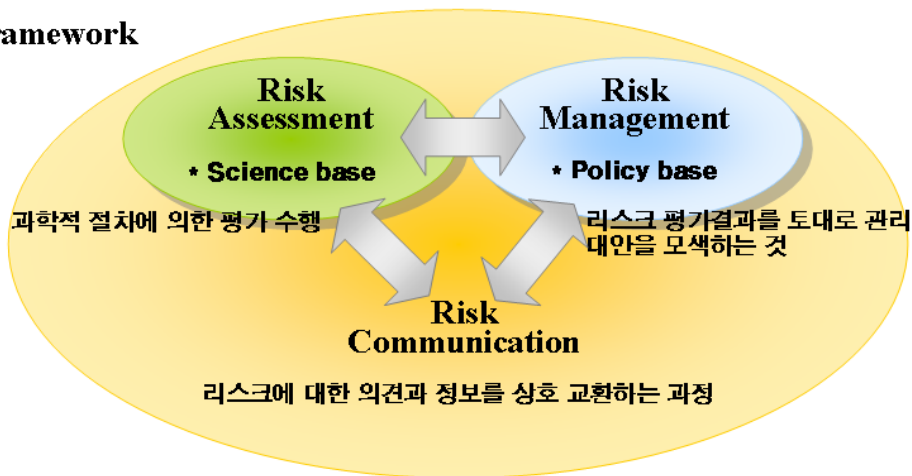 ramework
Risk
Assessment
* Science base
과학적 절차에 의한 평가 수행
Risk
Management
* Policy base
리스크 평가결과를 토대로 관리
대안을 모색하는 것
Risk
Communication
리스크에 대한 의견과 정보를 상호 교환하는 과정